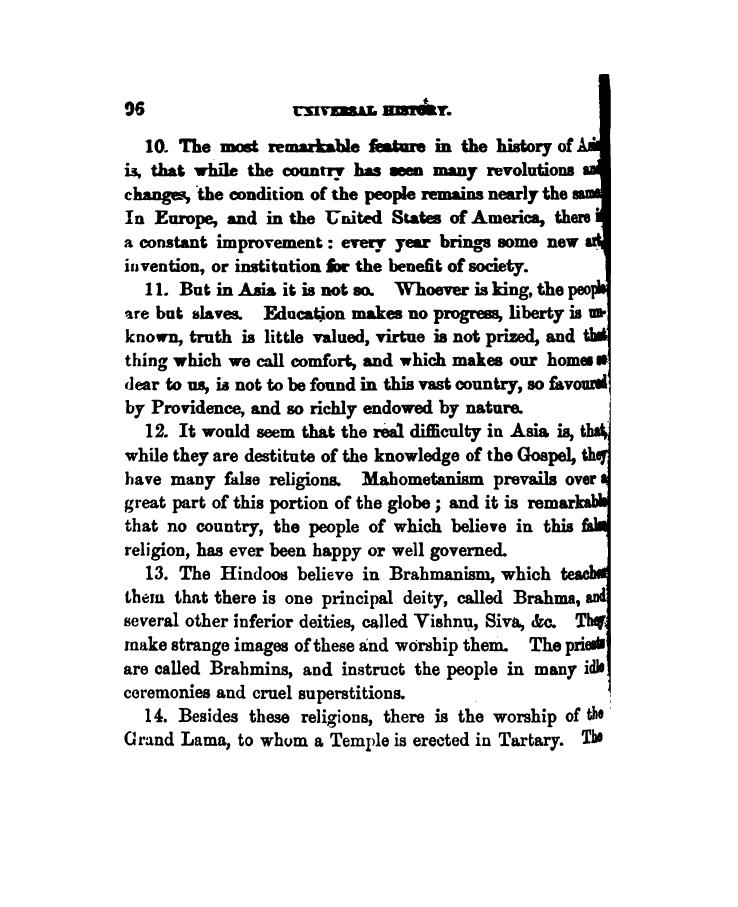 96
UNIVERSAL HISTORY.
10. The most remarkable feature in the history of Asia
is, that while the country has seen many revolutions and
changes, the condition of the people remains nearly the same.
In Europe, and in the United States of America, there is
a constant improvement : every year brings some new art,
invention, or institution for the benefit of society.
11. But in Asia it is not so. Whoever is king, the people
are but slaves. Education makes no progress, liberty is un-
known, truth is little valued, virtue is not prized, and that
thing which we call comfort, and which makes our homes so
dear to us, is not to be found in this vast country, so favoured
by Providence, and so richly endowed by nature.
12. It would seem that the real difficulty in Asia is, that,
while they are destitute of the knowledge of the Gospel, they
have many false religions. Mahometanism prevails over a
great part of this portion of the globe ; and it is remarkable
that no country, the people of which believe in this false
religion, has ever been happy or well governed.
13. The Hindoos believe in Brahmanism, which teaches
them that there is one principal deity, called Brahma, and
several other inferior deities, called Vishnu, Siva, &c. They
make strange images of these and worship them. The priests
are called Brahmins, and instruct the people in many idle
ceremonies and cruel superstitions.
14. Besides these religions, there is the worship of the
Grand Lama, to whom a Temple is erected in Tartary. The